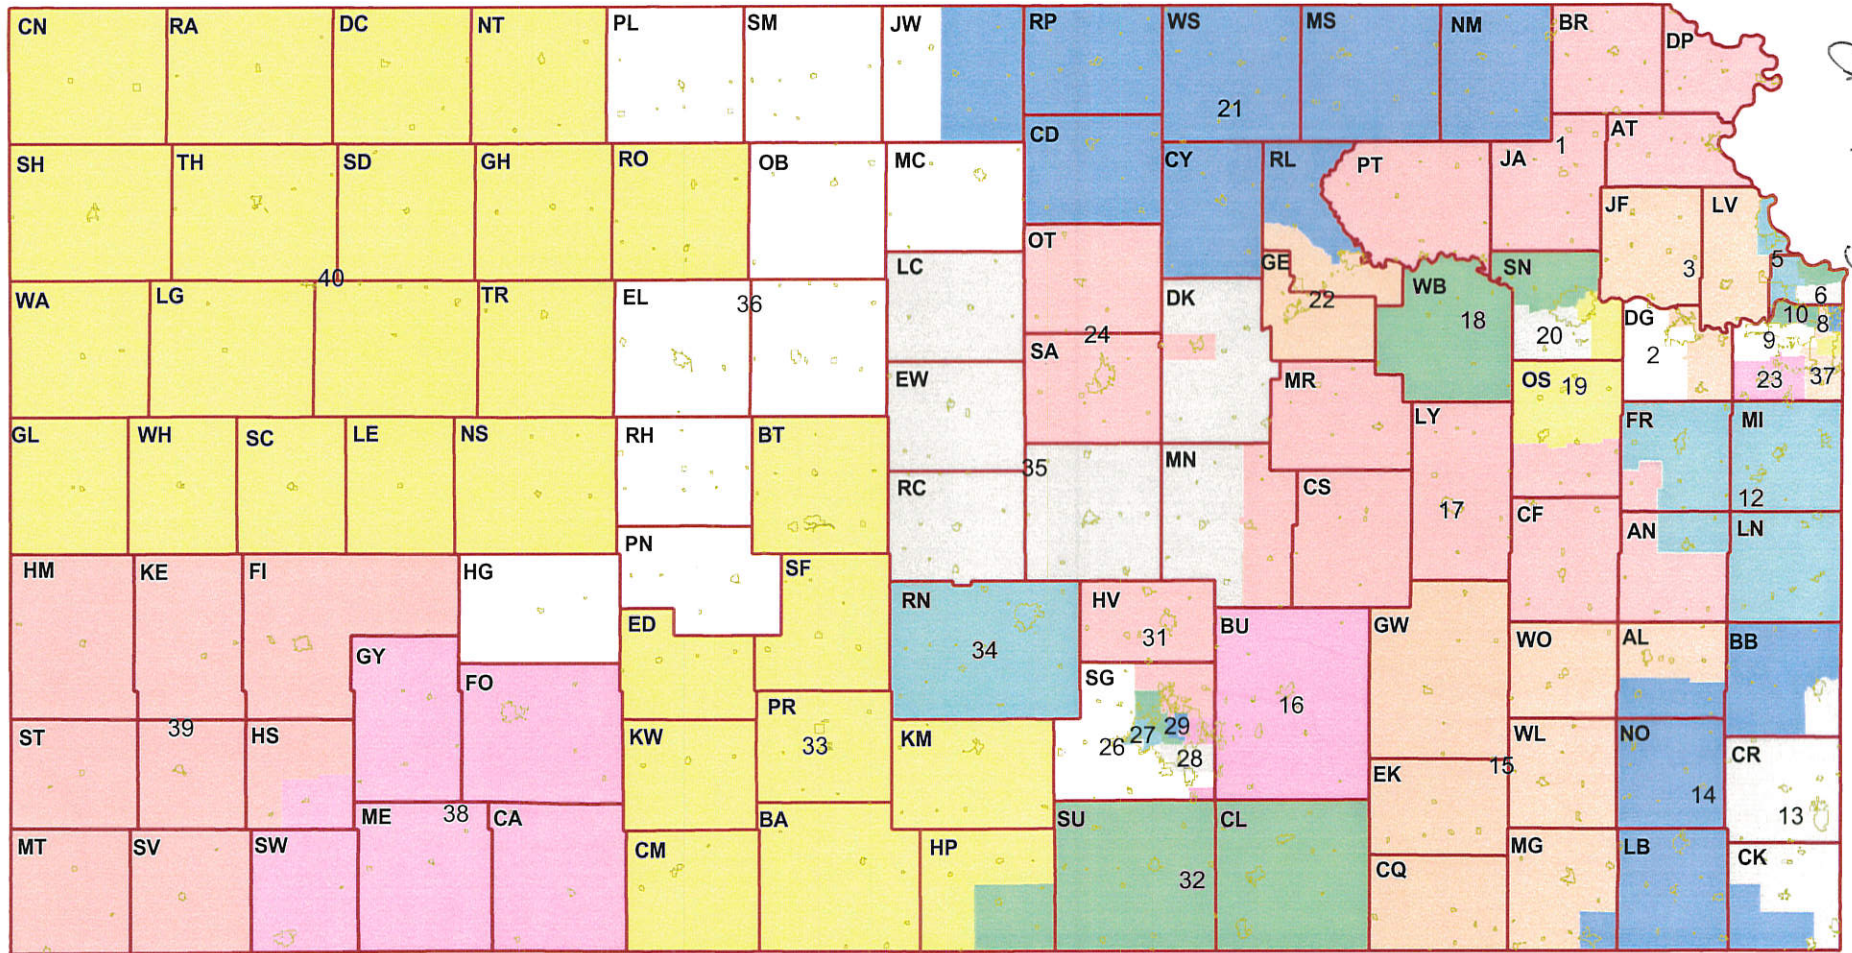 CN RA DC NT PL SM JW RP WS MS NM BR DP
21
CD AT
SH TH SD GH RO OB MC CY RL PT JA 1
JF LV
OT
LC GE SN 5
40 3
WA LG TR EL 36 DK 22 WB 18 6
DG 10 8
24 20 9
SA 2
EW MR OS 19 23 37
GL WH SC LE NS RH BT LY FR MI
35 MN
RC CS 17 CF 12
AN LN
PN
HM KE FI HG SF
RN HV
ED 31 BU GW WO AL BB
GY 34
SG
FO
PR 16
39 27 29
ST HS KW 33 KM 26 WL NO CR
28 15
EK 14
ME 38 CA BA SU CL 13
MT SV SW CM HP MG LB CK
CQ
32